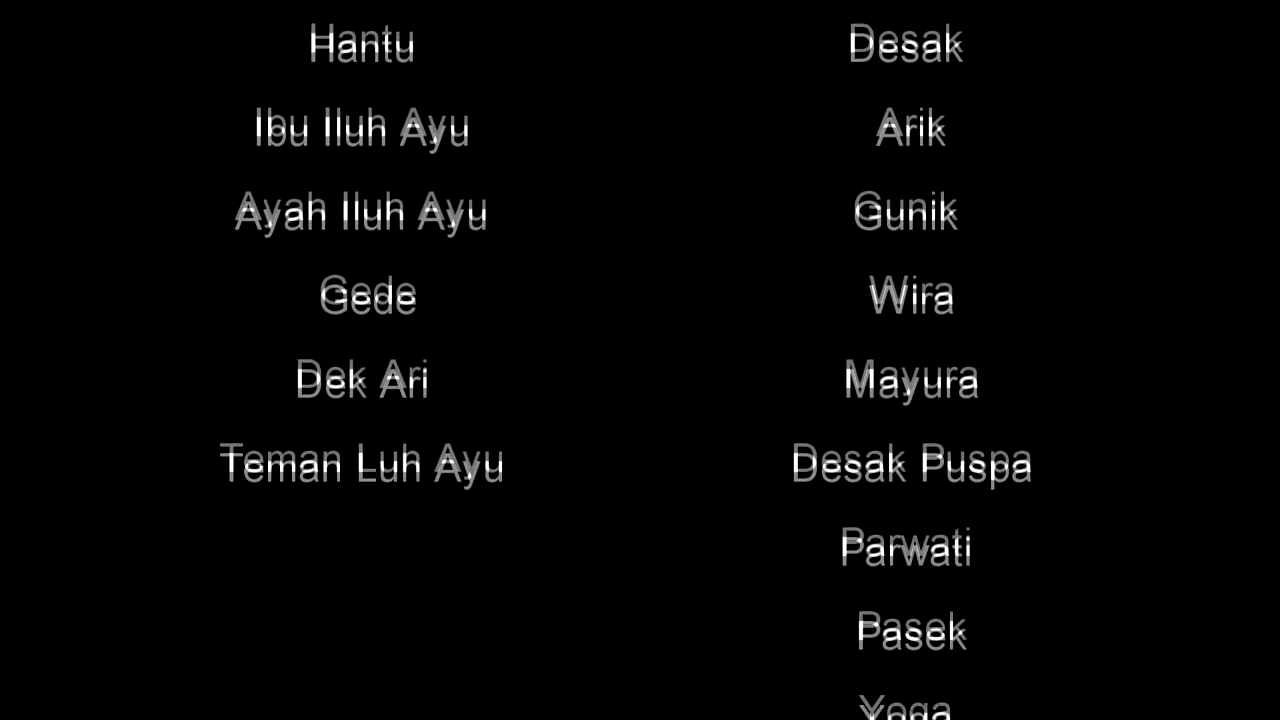 Hantu Desak
Ibu Iluh Ayu Arik
Ayah Iluh Ayu Gunik
Gede Wira
Dek Ari Mayura
Teman Luh Ayu Desak Puspa
Parwati
Pasek
Yoga